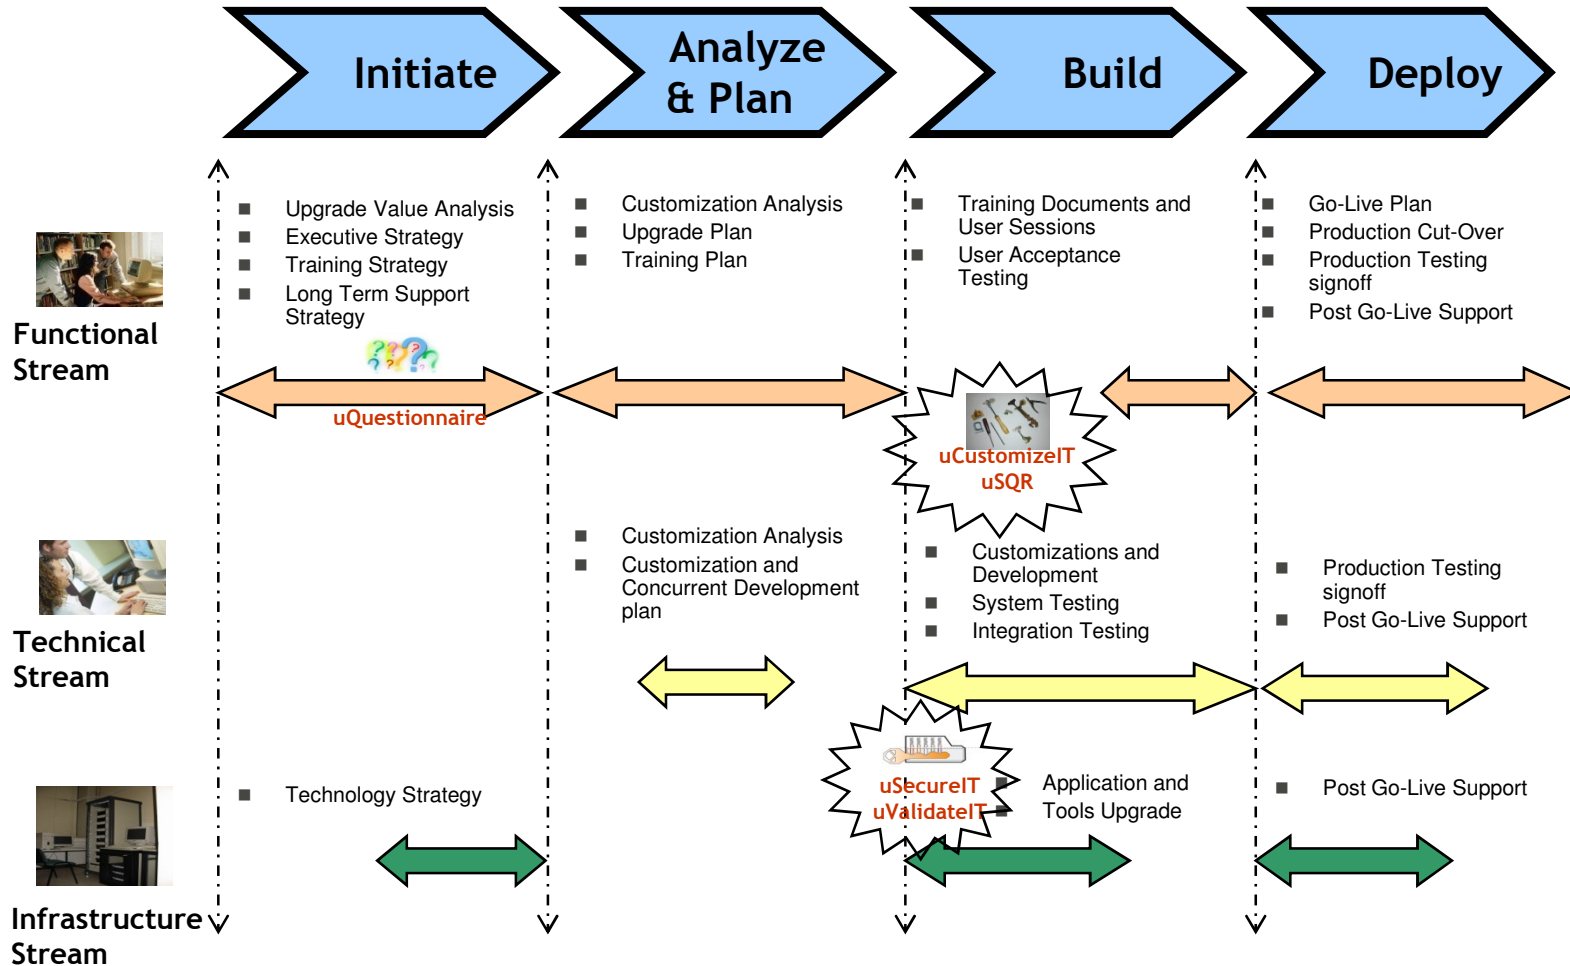 Initiate
Analyze
& Plan
Build
Deploy
Functional
Stream
Upgrade Value Analysis
Executive Strategy
Training Strategy
Long Term Support
Strategy
uQuestionnaire
Customization Analysis
Upgrade Plan
Training Plan
Training Documents and
User Sessions
User Acceptance
Testing
uCustomizeIT
uSQR
Go-Live Plan
Production Cut-Over
Production Testing
signoff
Post Go-Live Support
Technical
Stream
Customization Analysis
Customization and
Concurrent Development
plan
Customizations and
Development
System Testing
Integration Testing
Production Testing
signoff
Post Go-Live Support
Infrastructure
Stream
Technology Strategy
uSecureIT
uValidateIT
Application and
Tools Upgrade
Post Go-Live Support